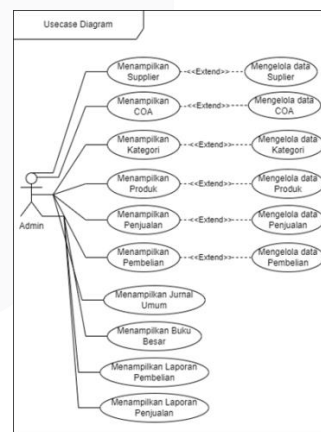 Usecase Diagram
Menampilkan
Supplier
<<Extend>>
Mengelola data
Suplier
Menampilkan
COA
<<Extend>>
Mengelola data
COA
Menampilkan
Kategori
<<Extend>>
Mengelola data
Kategori
Menampilkan
Produk
<<Extend>>
Mengelola data
Produk
Menampilkan
Penjualan
<<Extend>>
Mengelola data
Penjualan
Menampilkan
Pembelian
<<Extend>>
Mengelola data
Pembelian
Admin
Menampilkan Jurnal
Umum
Menampilkan Buku
Besar
Menampilkan Laporan
Pembelian
Menampilkan Laporan
Penjualan